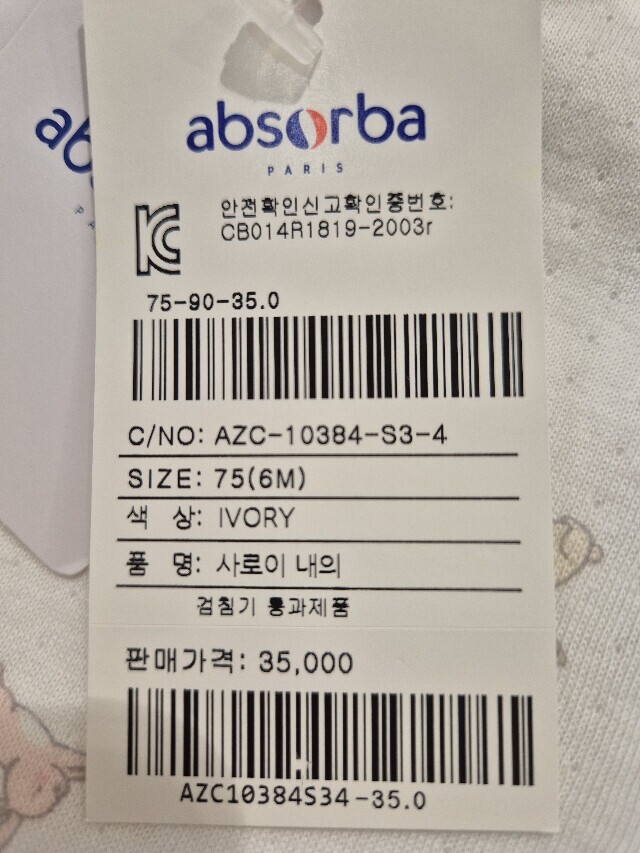 absorba
PARIS
안전확인신고확인증번호:
CB014R1819-2003r
75-90-35.0
C/NO: AZC-10384-S3-4
SIZE: 75(6M)
색 상: IVORY
품 명: 사로이 내의
검침기 통과제품
판매가격: 35,000
AZC10384S34-35.0